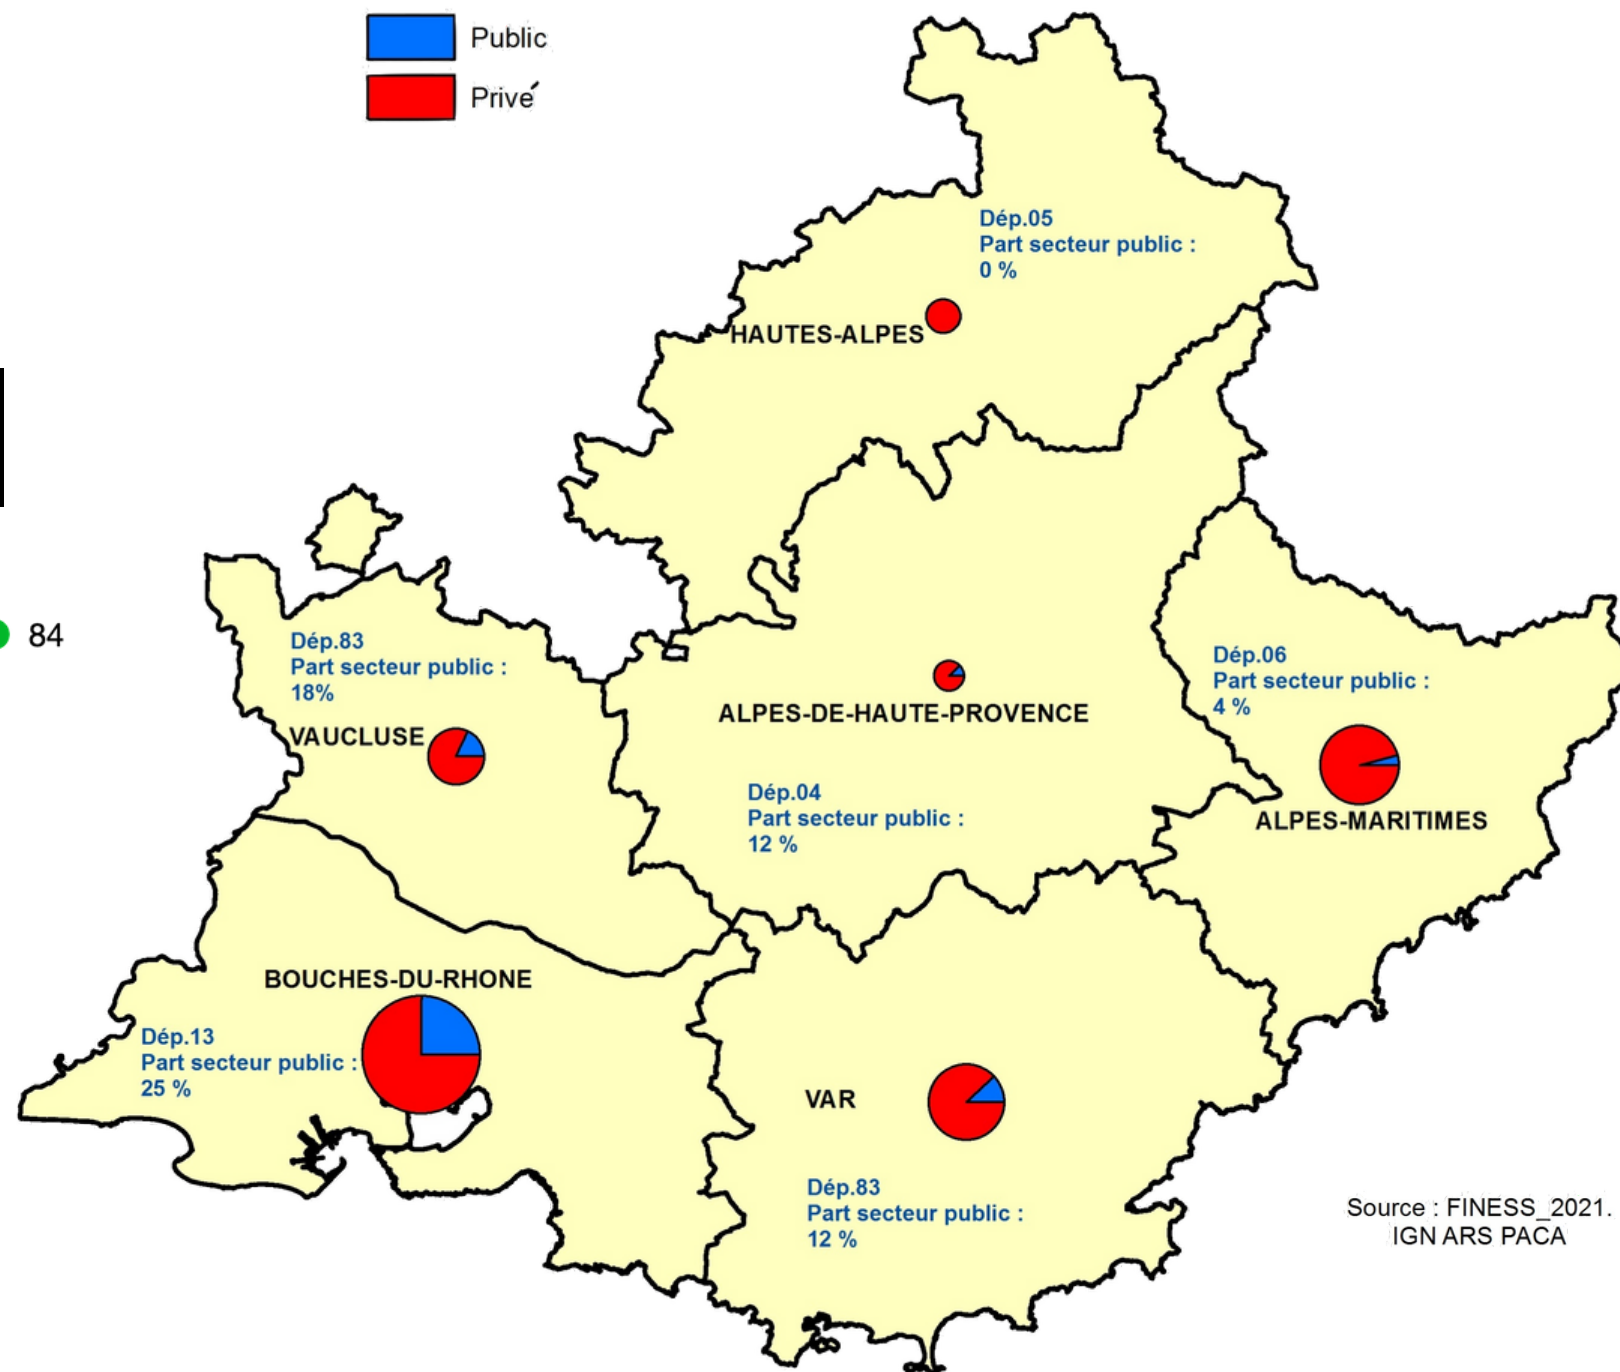 Public
Privé
Dép.05
Part secteur public :
0 %
HAUTES-ALPES
84
Dép.83
Part secteur public :
18%
VAUCLUSE
ALPES-DE-HAUTE-PROVENCE
Dép.04
Part secteur public :
12 %
Dép.06
Part secteur public :
4 %
ALPES-MARITIMES
BOUCHES-DU-RHONE
Dép.13
Part secteur public :
25 %
VAR
Dép.83
Part secteur public :
12 %
Source : FINESS_2021.
IGN ARS PACA